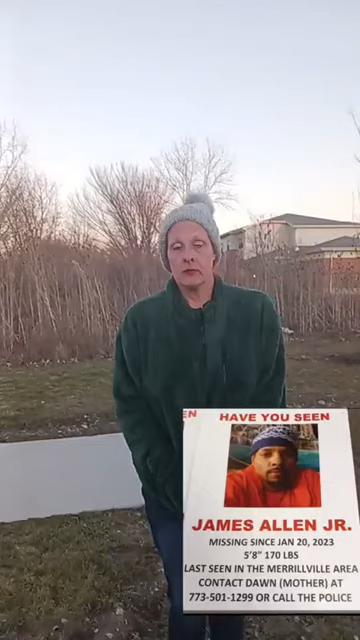 EN
HAVE YOU SEEN
JAMES ALLEN JR.
MISSING SINCE JAN 20, 2023
5'8" 170 LBS
LAST SEEN IN THE MERRILLVILLE AREA
CONTACT DAWN (MOTHER) AT
773-501-1299 OR CALL THE POLICE